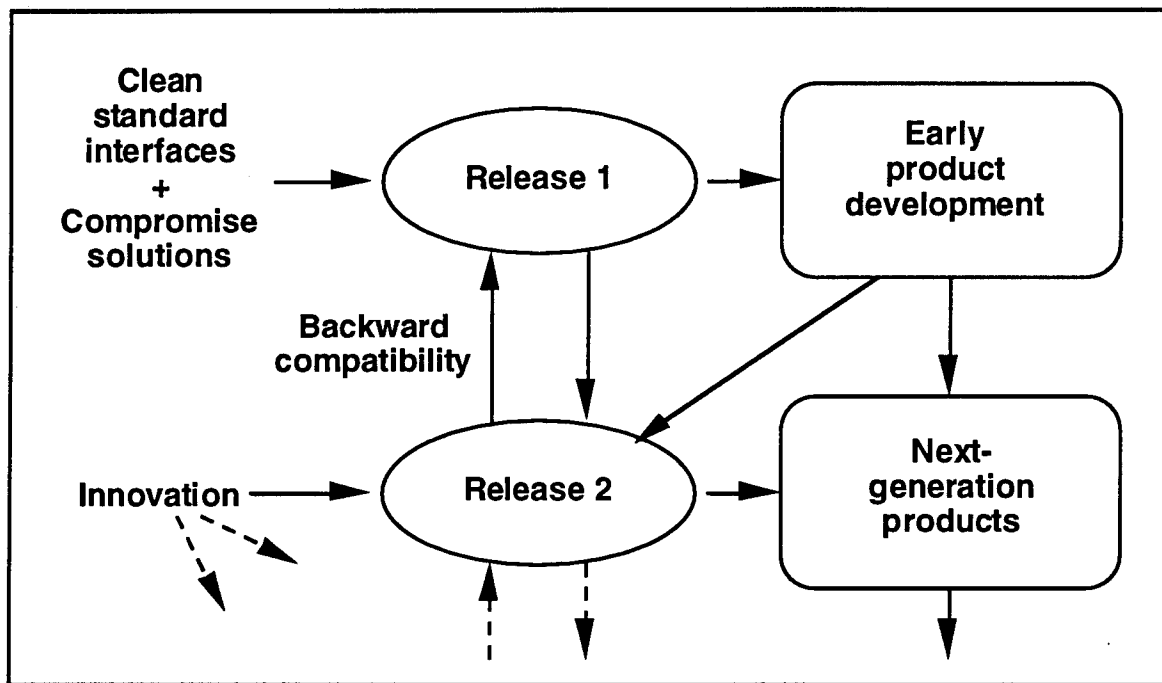 Clean
standard
interfaces
+
Compromise
solutions
Release 1
Early
product
development
Backward
compatibility
Innovation
Release 2
Next-
generation
products